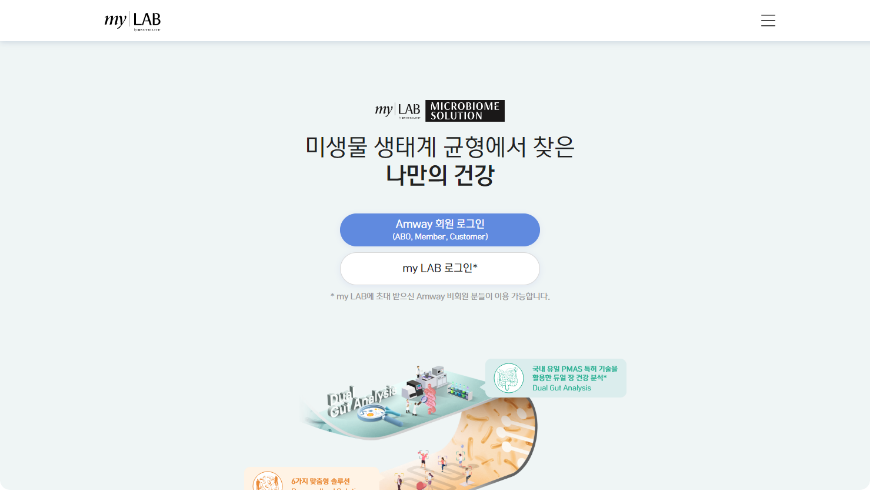 my LAB
my LAB MICROBIOME
SOLUTION
미생물 생태계 균형에서 찾은
나만의 건강
Amway 회원 로그인
(ABO, Member, Customer)
my LAB 로그인*
* my LAB에 초대 받으신 Amway 비회원 분들이 이용 가능합니다.
국내 유일 PMAS 특허 기술을
활용한 듀얼 장 건강 분석*
Dual Gut Analysis
Dual
Gut Analysis
6가지 맞춤형 솔루션